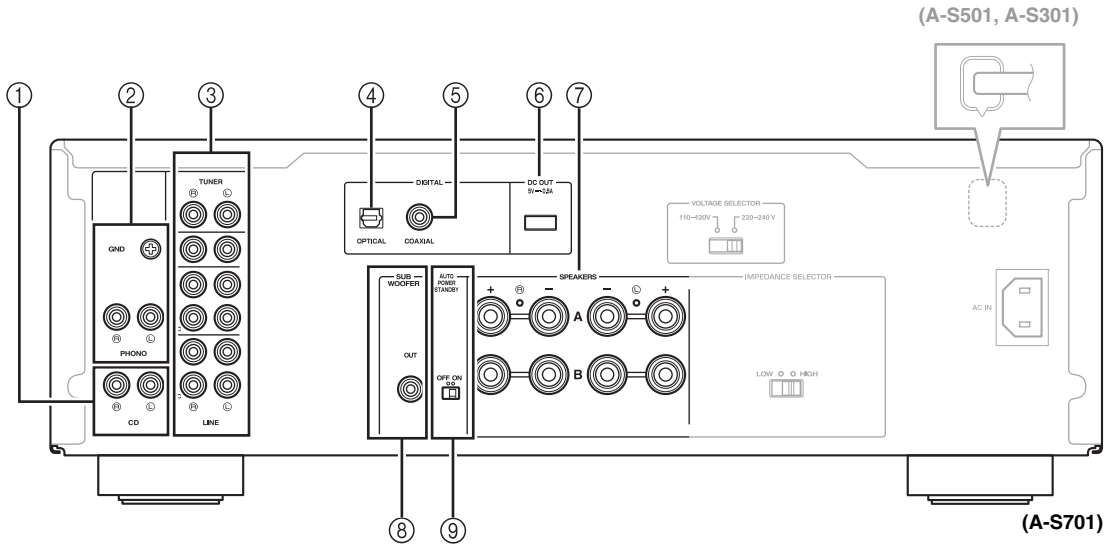 (A-S501, A-S301)
① ② ③ ④ ⑤ ⑥ ⑦
TUNER
Ⓡ Ⓛ
DIGITAL
DC OUT
5V ⎓ 0.5A
OPTICAL
COAXIAL
VOLTAGE SELECTOR
110–120V
220–240 V
GND
Ⓡ Ⓛ
PHONO
Ⓡ Ⓛ
CD
Ⓡ Ⓛ
LINE
SUB
WOOFER
OUT
AUTO
POWER
STANDBY
OFF ON
SPEAKERS
+ Ⓡ − − Ⓛ +
A
B
IMPEDANCE SELECTOR
LOW HIGH
AC IN
⑧ ⑨
(A-S701)